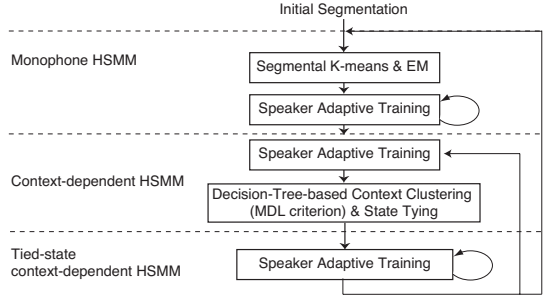 Initial Segmentation
Monophone HSMM
Segmental K-means & EM
Speaker Adaptive Training
Speaker Adaptive Training
Context-dependent HSMM
Decision-Tree-based Context Clustering
(MDL criterion) & State Tying
Tied-state
context-dependent HSMM
Speaker Adaptive Training